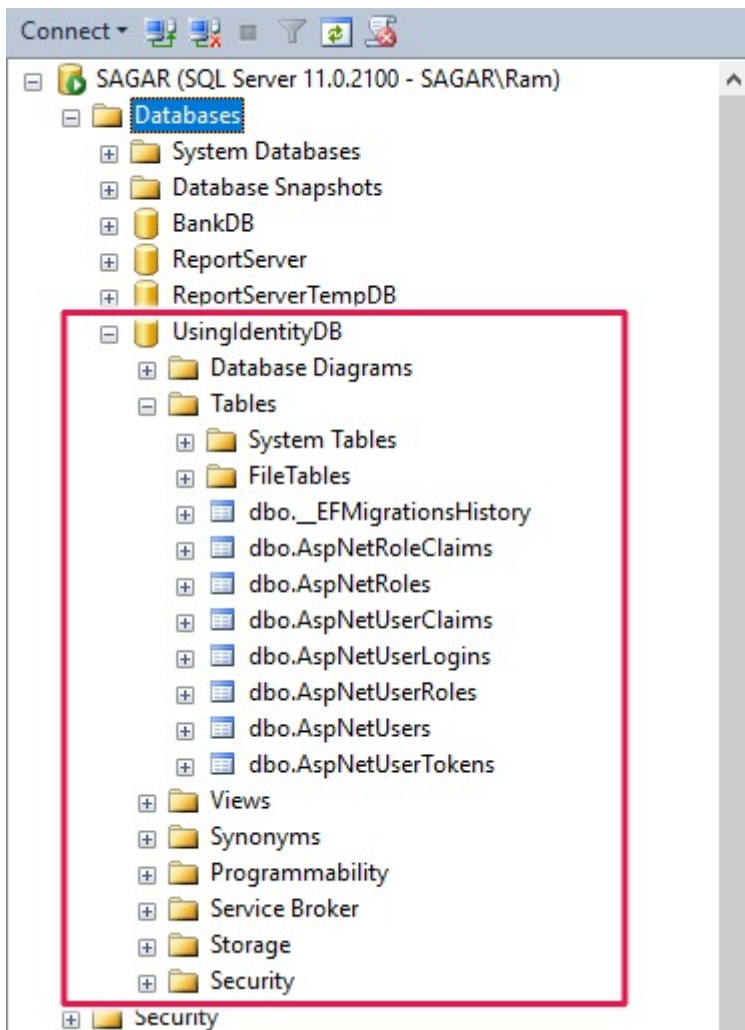 Connect
SAGAR (SQL Server 11.0.2100 - SAGAR\Ram)
Databases
System Databases
Database Snapshots
BankDB
ReportServer
ReportServerTempDB
UsingIdentityDB
Database Diagrams
Tables
System Tables
FileTables
dbo.__EFMigrationsHistory
dbo.AspNetRoleClaims
dbo.AspNetRoles
dbo.AspNetUserClaims
dbo.AspNetUserLogins
dbo.AspNetUserRoles
dbo.AspNetUsers
dbo.AspNetUserTokens
Views
Synonyms
Programmability
Service Broker
Storage
Security
Security